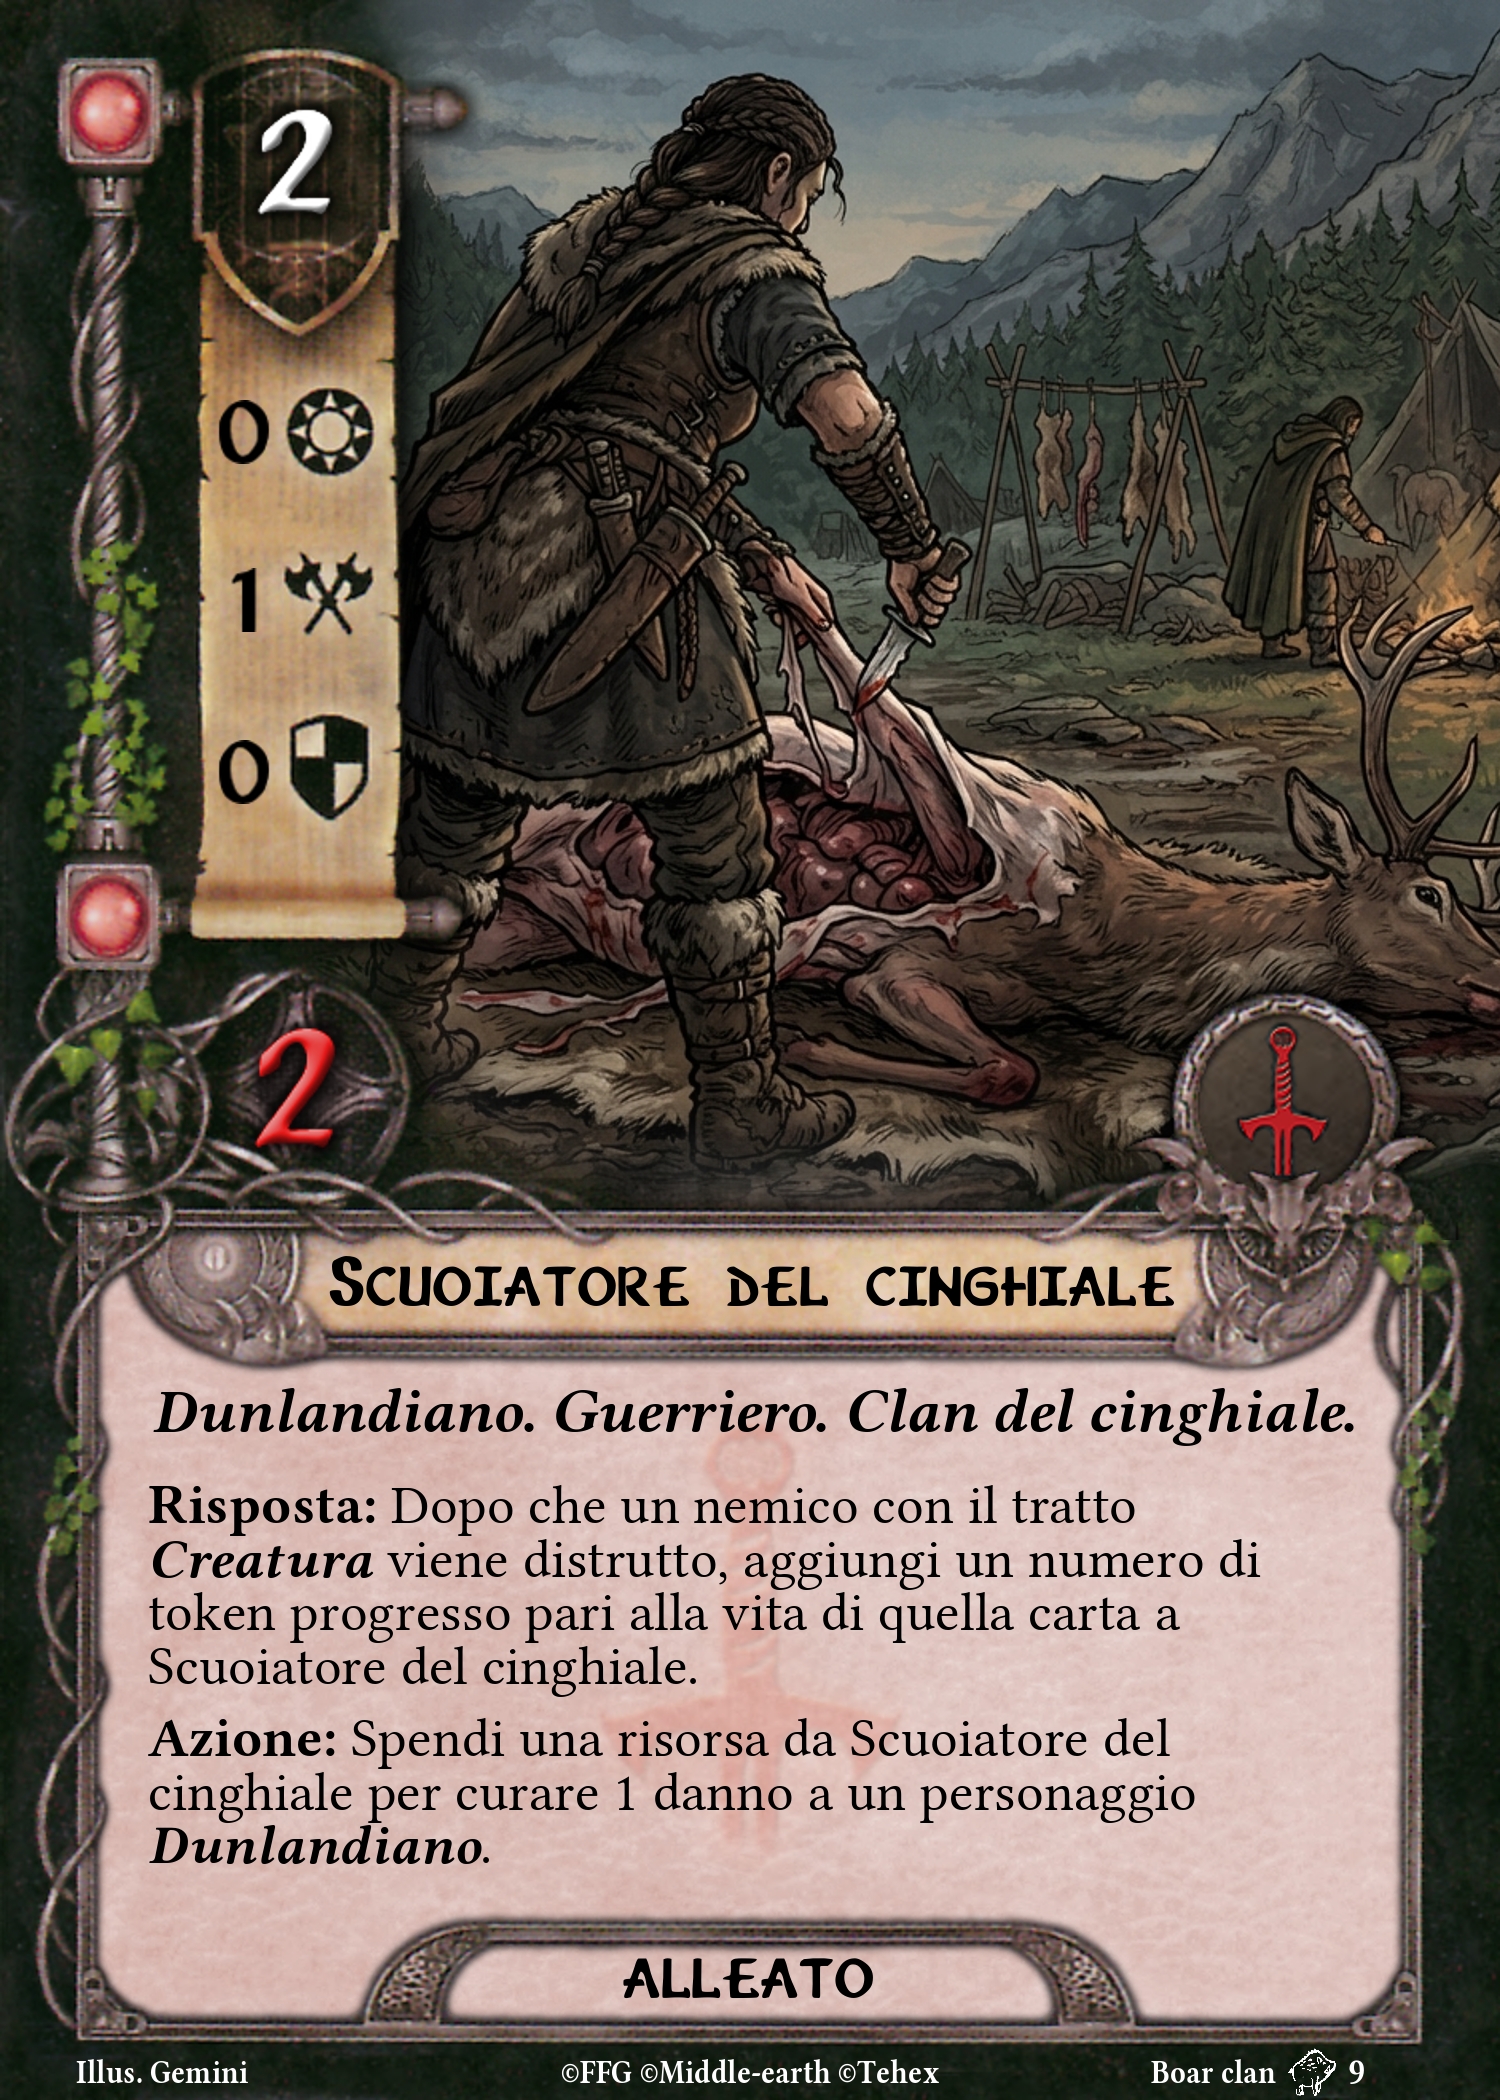 2
0
1
0
2
Scuoiatore del cinghiale
Dunlandiano. Guerriero. Clan del cinghiale.
Risposta: Dopo che un nemico con il tratto
Creatura viene distrutto, aggiungi un numero di
token progresso pari alla vita di quella carta a
Scuoiatore del cinghiale.
Azione: Spendi una risorsa da Scuoiatore del
cinghiale per curare 1 danno a un personaggio
Dunlandiano.
ALLEATO
Illus. Gemini ©FFG ©Middle-earth ©Tehex Boar clan 9